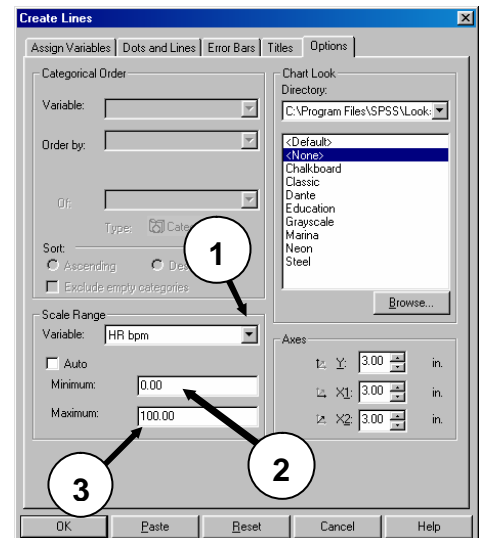 Create Lines
Assign Variables Dots and Lines Error Bars Titles Options
Categorical Order
Variable:
Order by:
Of:
Type:
Sort:
Ascending
Exclude empty categories
Scale Range
Variable: HR bpm
Auto
Minimum: 0.00
Maximum: 100.00
Chart Look
Directory:
C:\Program Files\SPSS\Look
<Default>
<None>
Chalkboard
Classic
Dante
Education
Grayscale
Marina
Neon
Steel
Browse...
Axes
Y: 3.00 in.
X1: 3.00 in.
X2: 3.00 in.
1
2
3
OK Paste Reset Cancel Help